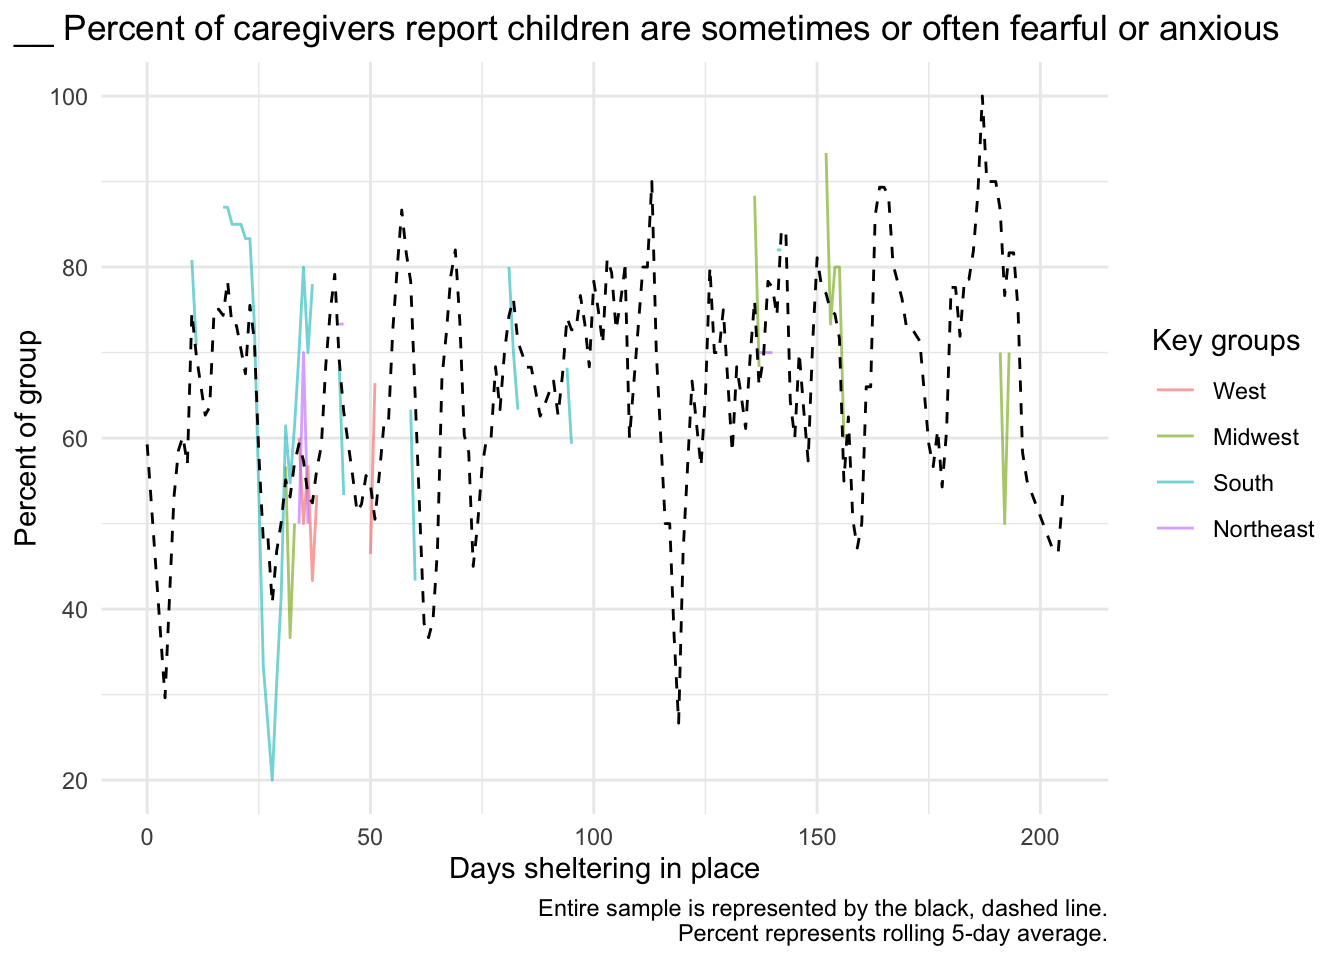 __ Percent of caregivers report children are sometimes or often fearful or anxious
100
80
60
40
20
Percent of group
0 50 100 150 200
Days sheltering in place
Key groups
West
Midwest
South
Northeast
Entire sample is represented by the black, dashed line.
Percent represents rolling 5-day average.